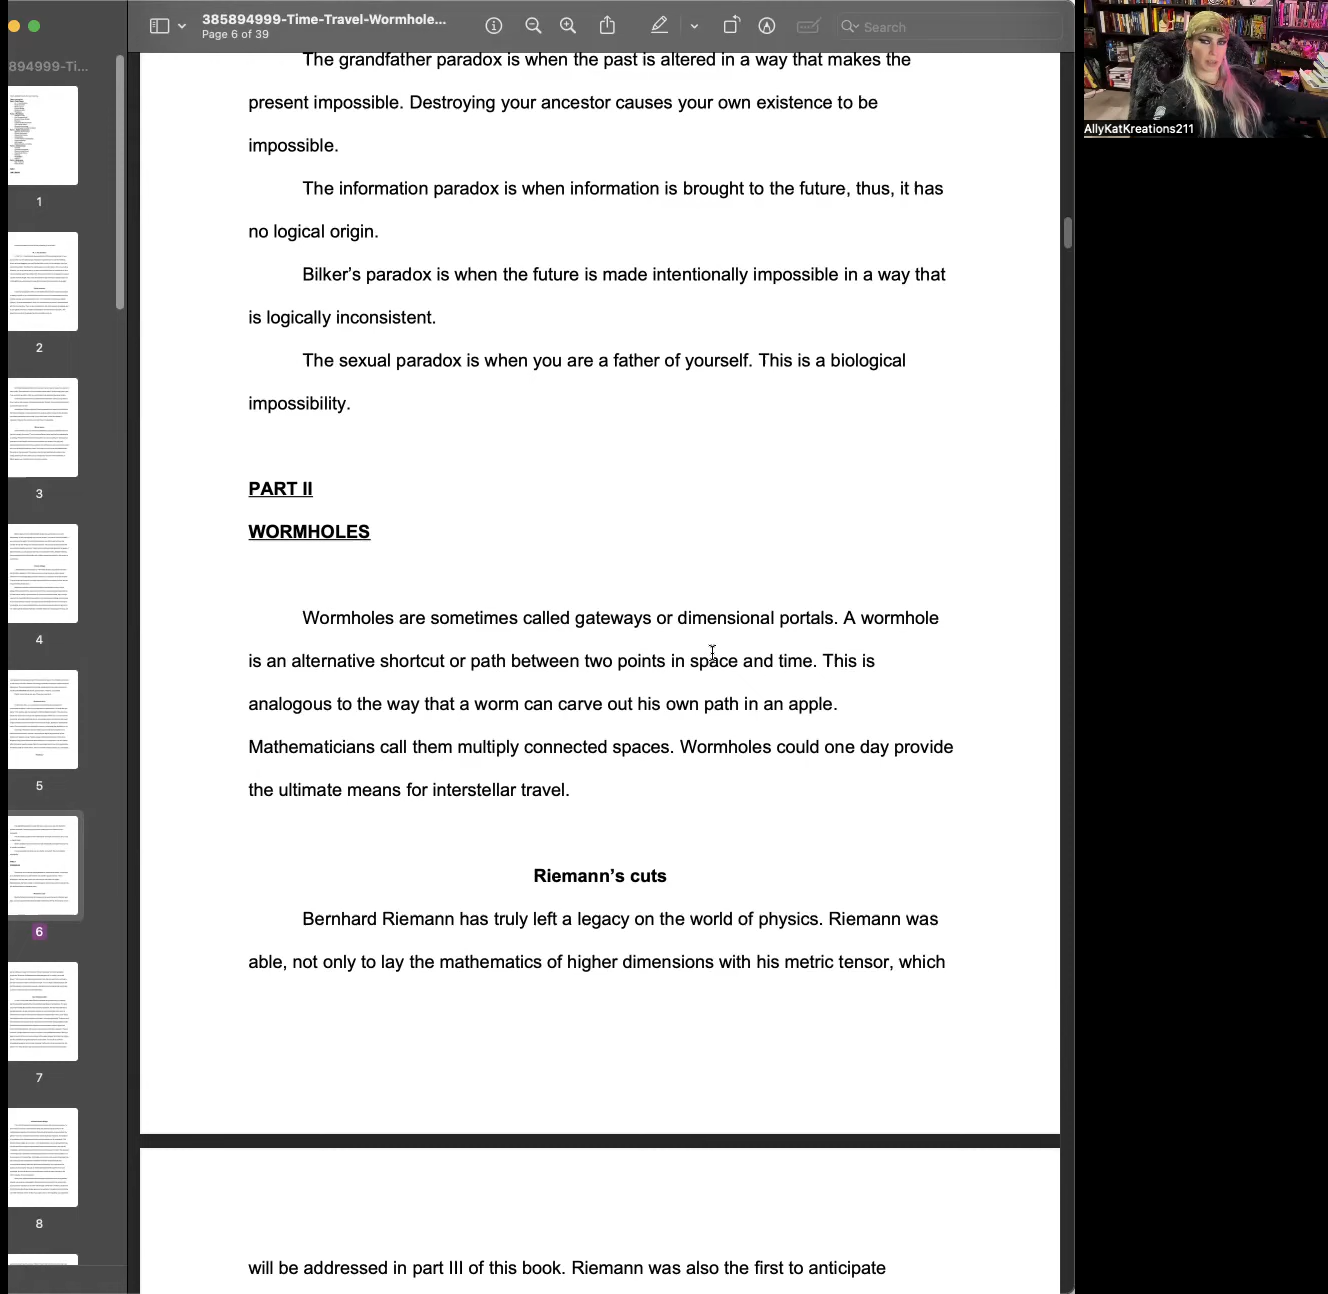 385894999-Time-Travel-Wormhole...
Page 6 of 39
Search
894999-Ti...
1
2
3
4
5
6
7
8
The grandfather paradox is when the past is altered in a way that makes the
present impossible. Destroying your ancestor causes your own existence to be
impossible.
The information paradox is when information is brought to the future, thus, it has
no logical origin.
Bilker’s paradox is when the future is made intentionally impossible in a way that
is logically inconsistent.
The sexual paradox is when you are a father of yourself. This is a biological
impossibility.
PART II
WORMHOLES
Wormholes are sometimes called gateways or dimensional portals. A wormhole
is an alternative shortcut or path between two points in space and time. This is
analogous to the way that a worm can carve out his own path in an apple.
Mathematicians call them multiply connected spaces. Wormholes could one day provide
the ultimate means for interstellar travel.
Riemann’s cuts
Bernhard Riemann has truly left a legacy on the world of physics. Riemann was
able, not only to lay the mathematics of higher dimensions with his metric tensor, which
will be addressed in part III of this book. Riemann was also the first to anticipate
AllyKatKreations211